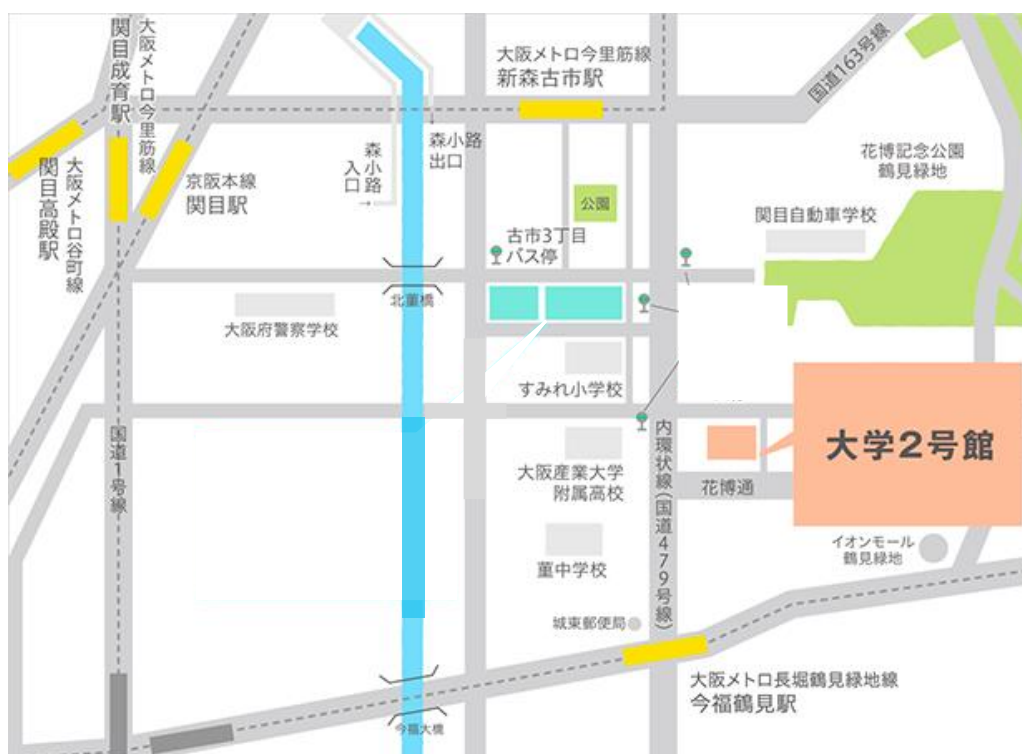 大阪メトロ今里筋線
関目成育駅
大阪メトロ今里筋線
新森古市駅
国道163号線
森小路
出口
森小路
入口
花博記念公園
鶴見緑地
大阪メトロ谷町線
関目高殿駅
京阪本線
関目駅
公園
関目自動車学校
古市3丁目
バス停
北菫橋
大阪府警察学校
すみれ小学校
国道1号線
内環状線(国道479号線)
大学2号館
大阪産業大学
附属高校
花博通
イオンモール
鶴見緑地
菫中学校
城東郵便局
大阪メトロ長堀鶴見緑地線
今福鶴見駅
今福大橋